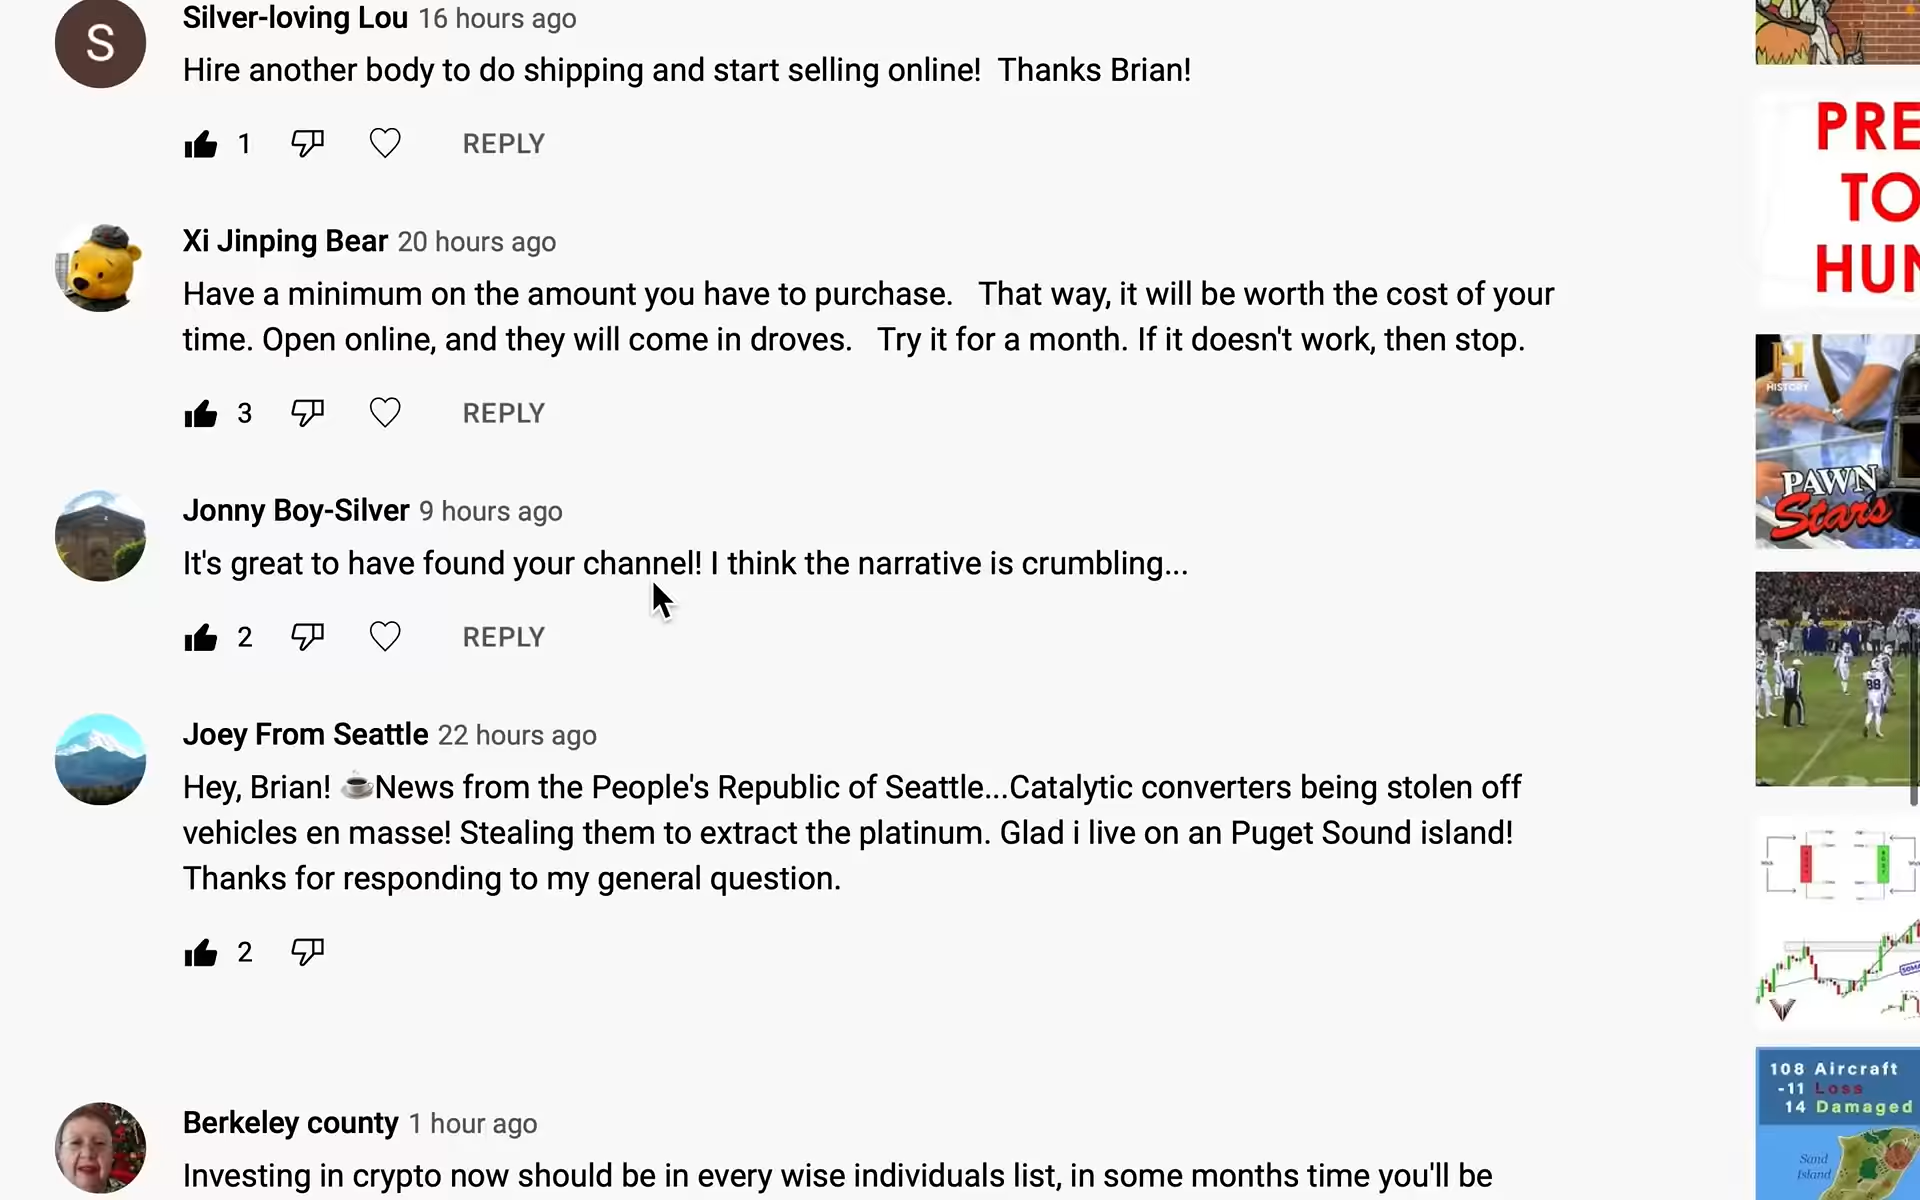 S
Silver-loving Lou 16 hours ago
Hire another body to do shipping and start selling online!  Thanks Brian!
1 REPLY
Xi Jinping Bear 20 hours ago
Have a minimum on the amount you have to purchase.   That way, it will be worth the cost of your
time. Open online, and they will come in droves.   Try it for a month. If it doesn't work, then stop.
3 REPLY
Jonny Boy-Silver 9 hours ago
It's great to have found your channel! I think the narrative is crumbling...
2 REPLY
Joey From Seattle 22 hours ago
Hey, Brian! ☕News from the People's Republic of Seattle...Catalytic converters being stolen off
vehicles en masse! Stealing them to extract the platinum. Glad i live on an Puget Sound island!
Thanks for responding to my general question.
2
Berkeley county 1 hour ago
Investing in crypto now should be in every wise individuals list, in some months time you'll be
PRE
TO
HUN
H
HISTORY
PAWN
Stars
88
108 Aircraft
-11 Loss
14 Damaged
Sand
Island